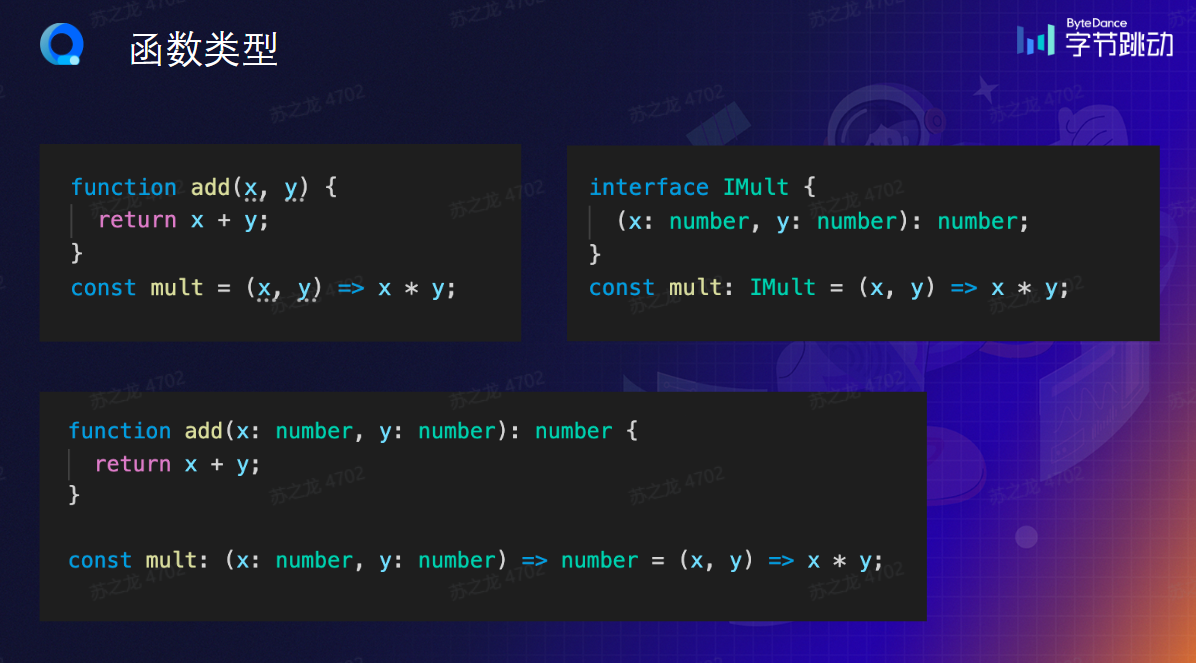 函数类型
ByteDance
字节跳动
function add(x, y) {
return x + y;
}
const mult = (x, y) => x * y;
interface IMult {
(x: number, y: number): number;
}
const mult: IMult = (x, y) => x * y;
function add(x: number, y: number): number {
return x + y;
}
const mult: (x: number, y: number) => number = (x, y) => x * y;
苏之龙 4702